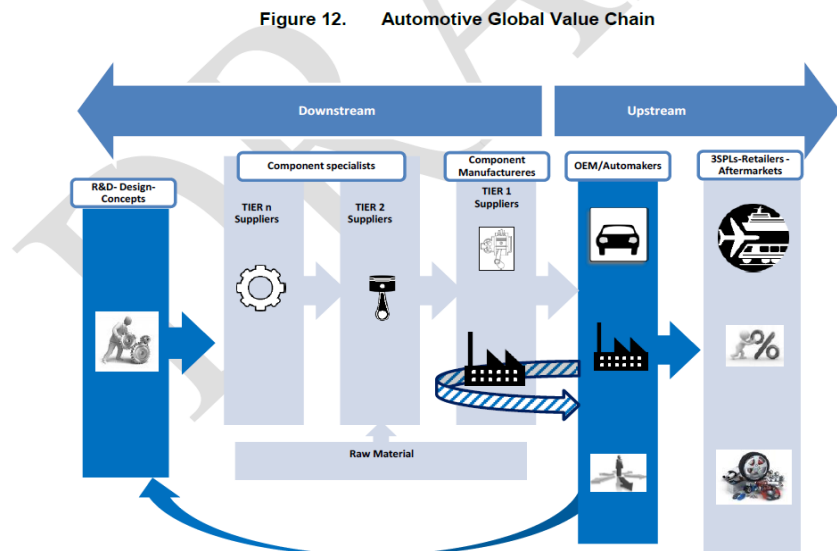 Figure 12. Automotive Global Value Chain
Downstream
Upstream
R&D- Design-
Concepts
Component specialists
Component
Manufactureres
OEM/Automakers
3SPLs-Retailers -
Aftermarkets
TIER n
Suppliers
TIER 2
Suppliers
TIER 1
Suppliers
%
Raw Material